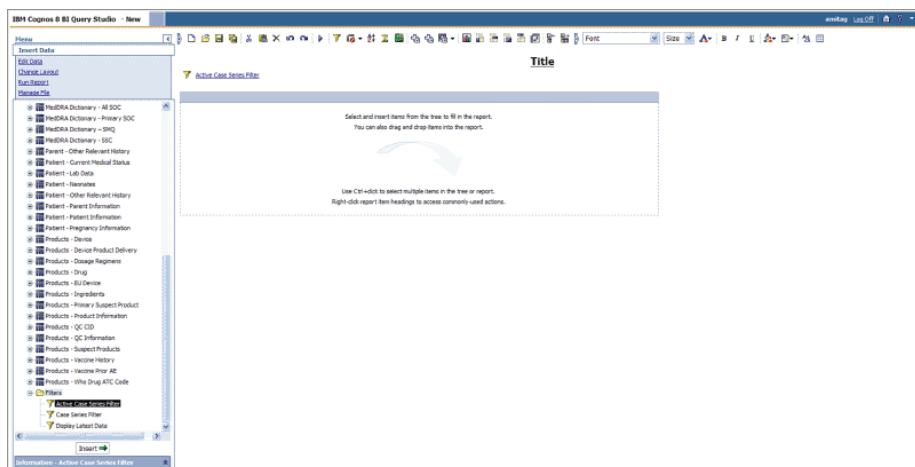 IBM Cognos 8 BI Query Studio - New
amitag Log Off
Menu
Insert Data
Edit Data
Change Layout
Run Report
Manage File
Font
Size
Title
Active Case Series Filter
Select and insert items from the tree to fill in the report.
You can also drag and drop items into the report.
Use Ctrl+click to select multiple items in the tree or report.
Right-click report item headings to access commonly-used actions.
MedDRA Dictionary - All SOC
MedDRA Dictionary - Primary SOC
MedDRA Dictionary -- SMQ
MedDRA Dictionary - SSC
Parent - Other Relevant History
Patient - Current Medical Status
Patient - Lab Data
Patient - Neonates
Patient - Other Relevant History
Patient - Parent Information
Patient - Patient Information
Patient - Pregnancy Information
Products - Device
Products - Device Product Delivery
Products - Dosage Regimens
Products - Drug
Products - EU Device
Products - Ingredients
Products - Primary Suspect Product
Products - Product Information
Products - QC CID
Products - QC Information
Products - Suspect Products
Products - Vaccine History
Products - Vaccine Prior AE
Products - Who Drug ATC Code
Filters
Active Case Series Filter
Case Series Filter
Display Latest Data
Insert
Information - Active Case Series Filter